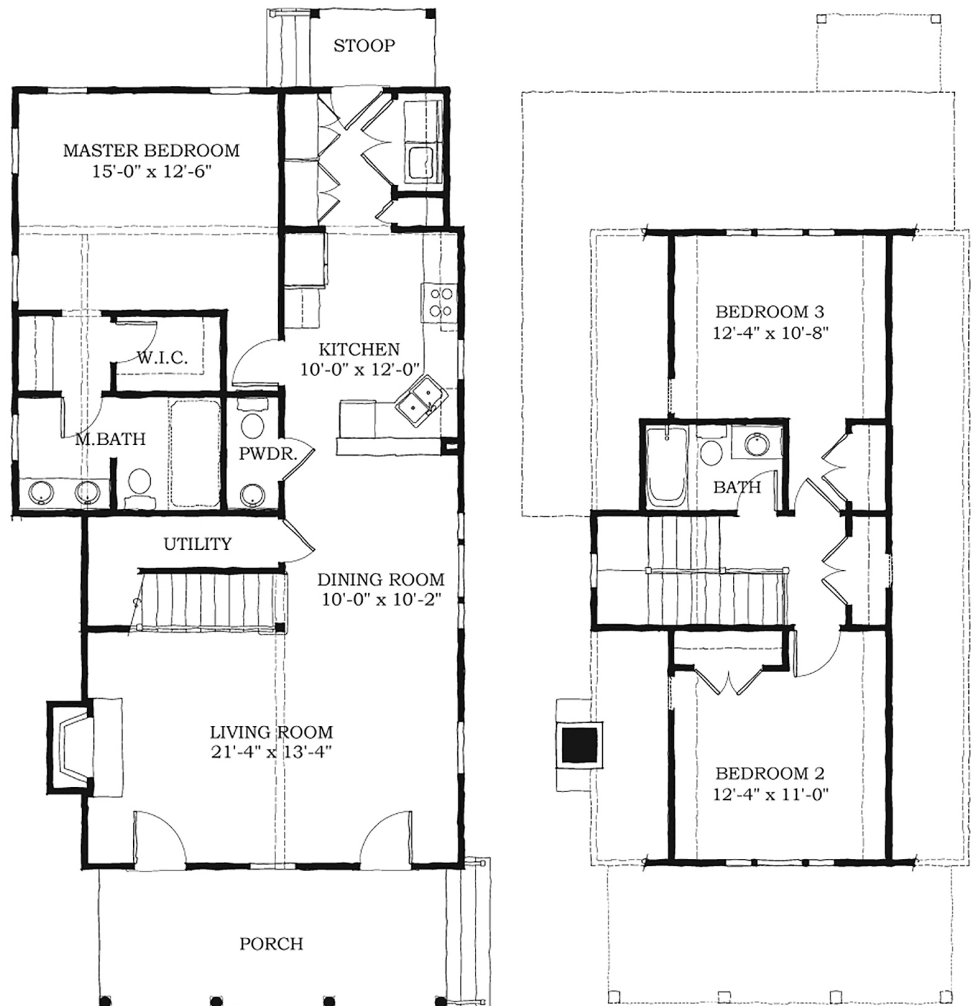 STOOP
MASTER BEDROOM
15'-0" x 12'-6"
W.I.C.
KITCHEN
10'-0" x 12'-0"
M.BATH
PWDR.
UTILITY
DINING ROOM
10'-0" x 10'-2"
LIVING ROOM
21'-4" x 13'-4"
PORCH
BEDROOM 3
12'-4" x 10'-8"
BATH
BEDROOM 2
12'-4" x 11'-0"